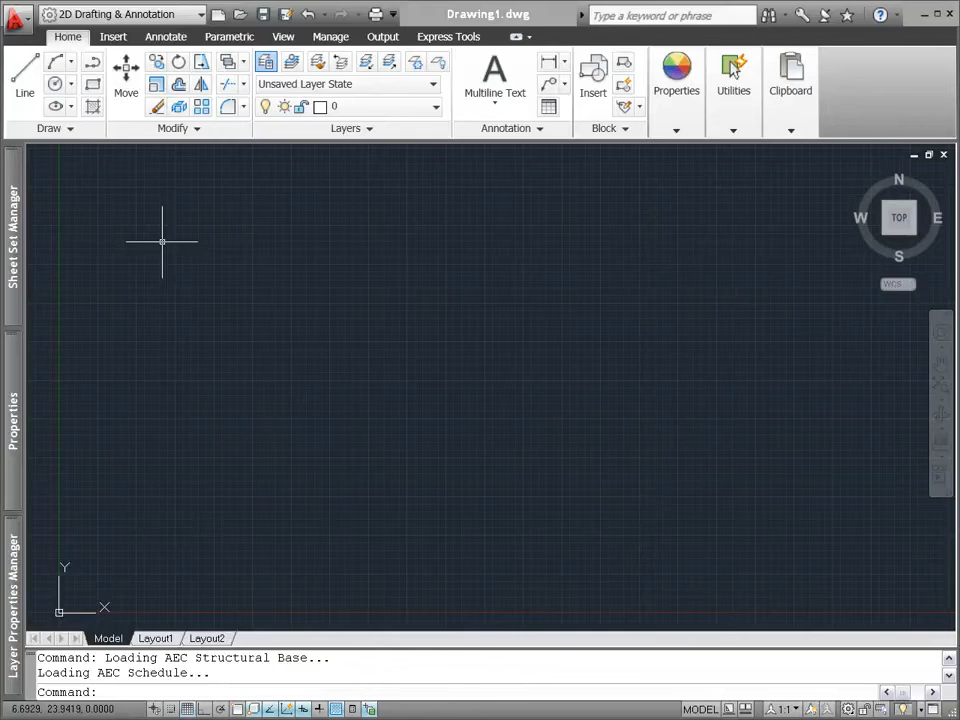 2D Drafting & Annotation
Drawing1.dwg
Type a keyword or phrase
Home Insert Annotate Parametric View Manage Output Express Tools
Line
Move
Unsaved Layer State
0
A
Multiline Text
Insert
Properties
Utilities
Clipboard
Draw Modify Layers Annotation Block
Sheet Set Manager
Properties
Layer Properties Manager
N
W TOP E
S
WCS
Y
X
Model Layout1 Layout2
Command: Loading AEC Structural Base...
Loading AEC Schedule...
Command:
6.6929, 23.9419, 0.0000
MODEL
1:1